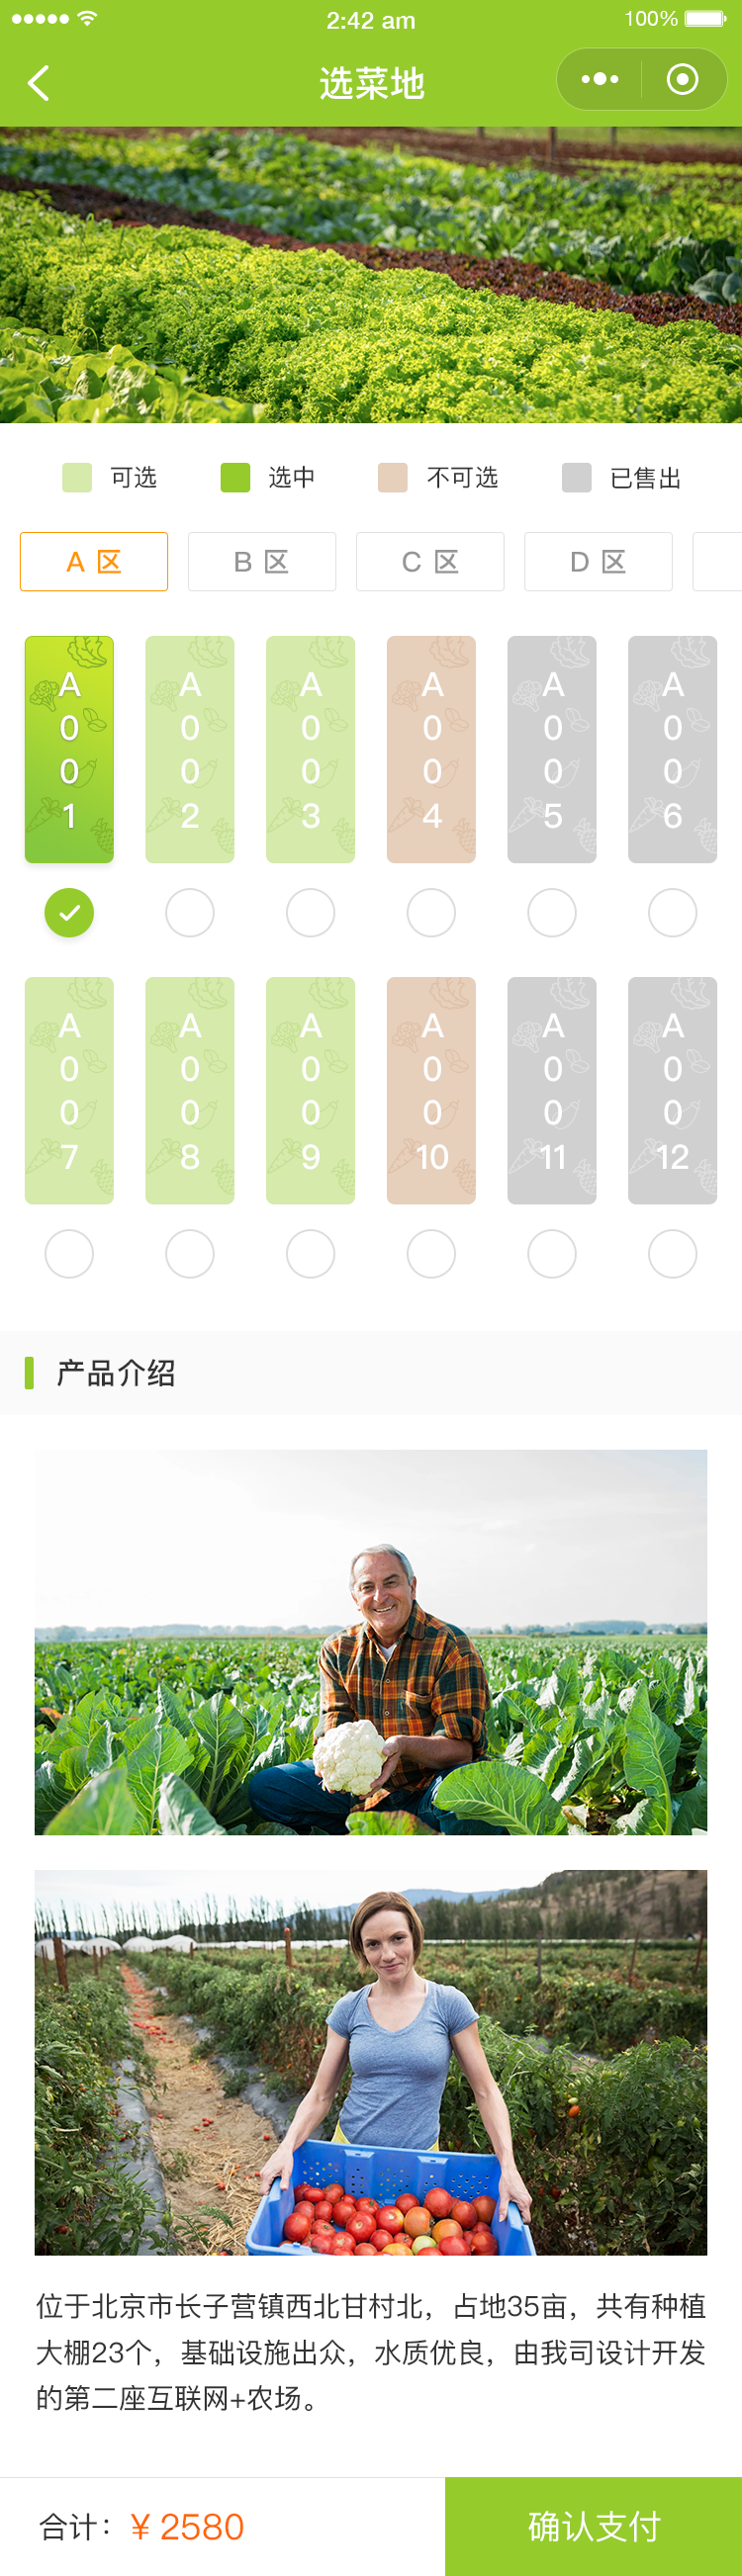 2:42 am
100%
选菜地
可选
选中
不可选
已售出
A 区
B 区
C 区
D 区
A001
A002
A003
A004
A005
A006
A007
A008
A009
A0010
A0011
A0012
产品介绍
位于北京市长子营镇西北甘村北，占地35亩，共有种植
大棚23个，基础设施出众，水质优良，由我司设计开发
的第二座互联网+农场。
合计：¥ 2580
确认支付